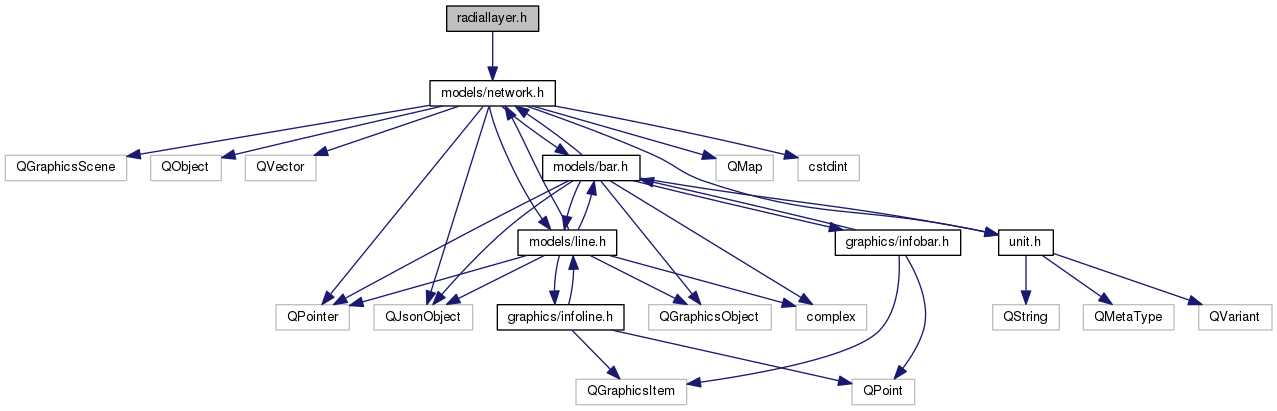 radiallayer.h
models/network.h
QGraphicsScene
QObject
QVector
models/bar.h
QMap
cstdint
models/line.h
graphics/infobar.h
unit.h
QPointer
QJsonObject
graphics/infoline.h
QGraphicsObject
complex
QString
QMetaType
QVariant
QGraphicsItem
QPoint